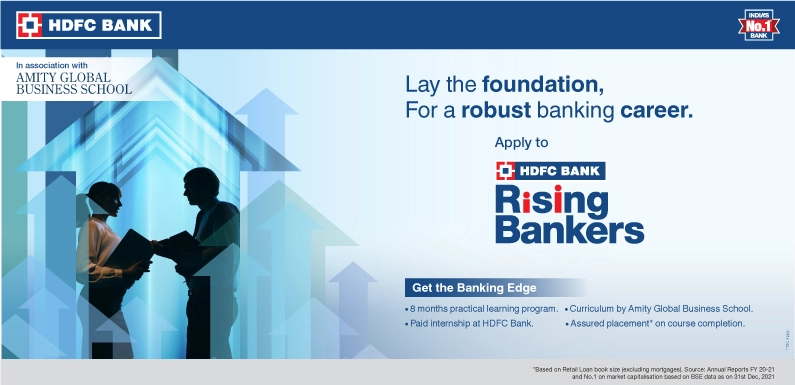 HDFC BANK
INDIA'S
No.1
BANK
In association with
AMITY GLOBAL
BUSINESS SCHOOL
Lay the foundation,
For a robust banking career.
Apply to
HDFC BANK
Rising
Bankers
Get the Banking Edge
• 8 months practical learning program. • Curriculum by Amity Global Business School.
• Paid internship at HDFC Bank. • Assured placement* on course completion.
*Based on Retail Loan book size (excluding mortgages). Source: Annual Reports FY 20-21
and No.1 on market capitalisation based on BSE data as on 31st Dec, 2021